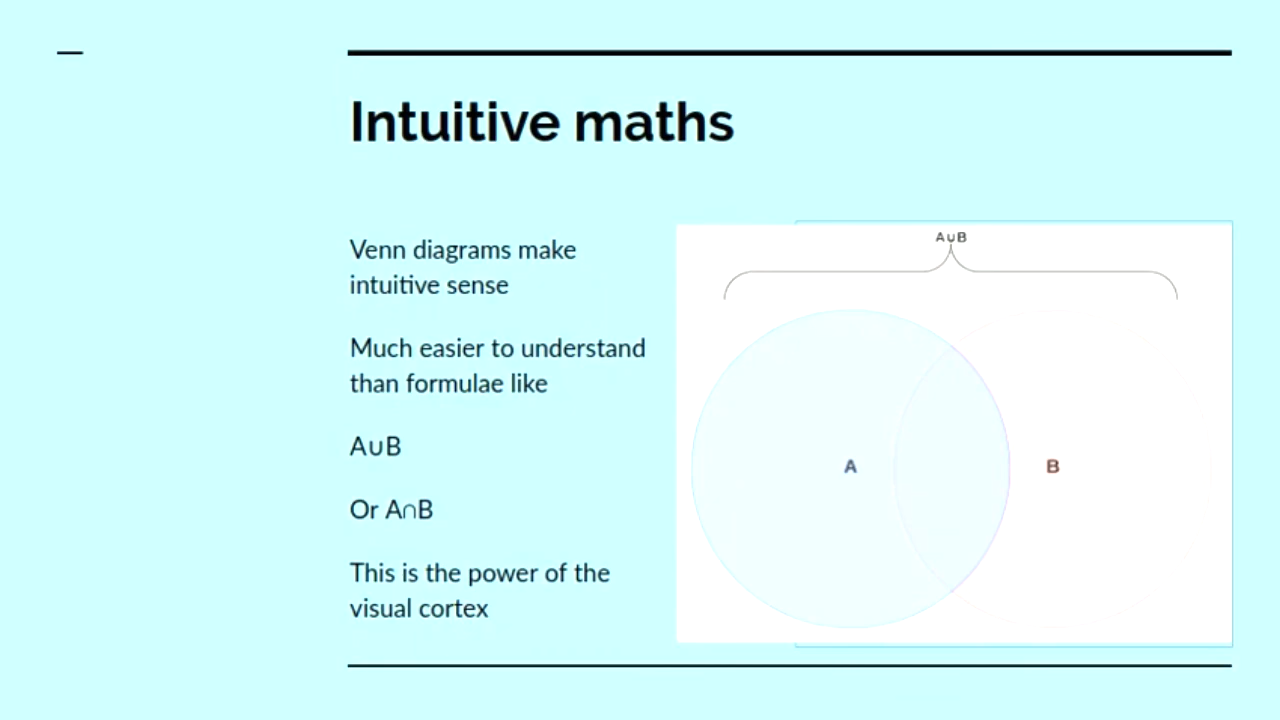 Intuitive maths
Venn diagrams make
intuitive sense
Much easier to understand
than formulae like
A∪B
Or A∩B
This is the power of the
visual cortex
A∪B
A
B